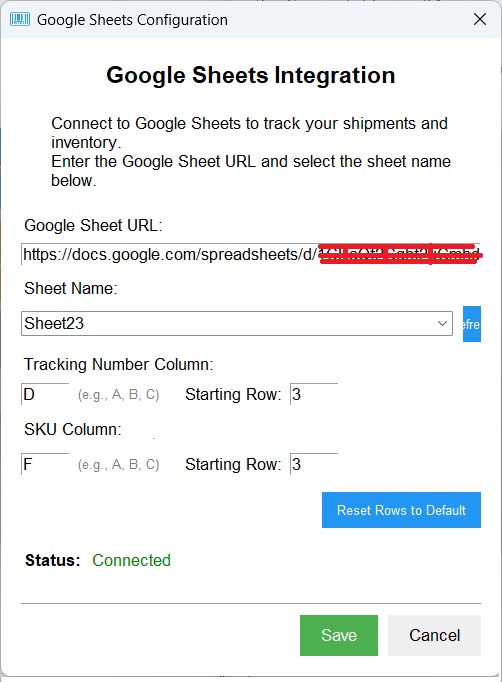 Google Sheets Configuration
Google Sheets Integration
Connect to Google Sheets to track your shipments and
inventory.
Enter the Google Sheet URL and select the sheet name
below.
Google Sheet URL:
https://docs.google.com/spreadsheets/d/
Sheet Name:
Sheet23
efre
Tracking Number Column:
D (e.g., A, B, C) Starting Row: 3
SKU Column:
F (e.g., A, B, C) Starting Row: 3
Reset Rows to Default
Status: Connected
Save Cancel